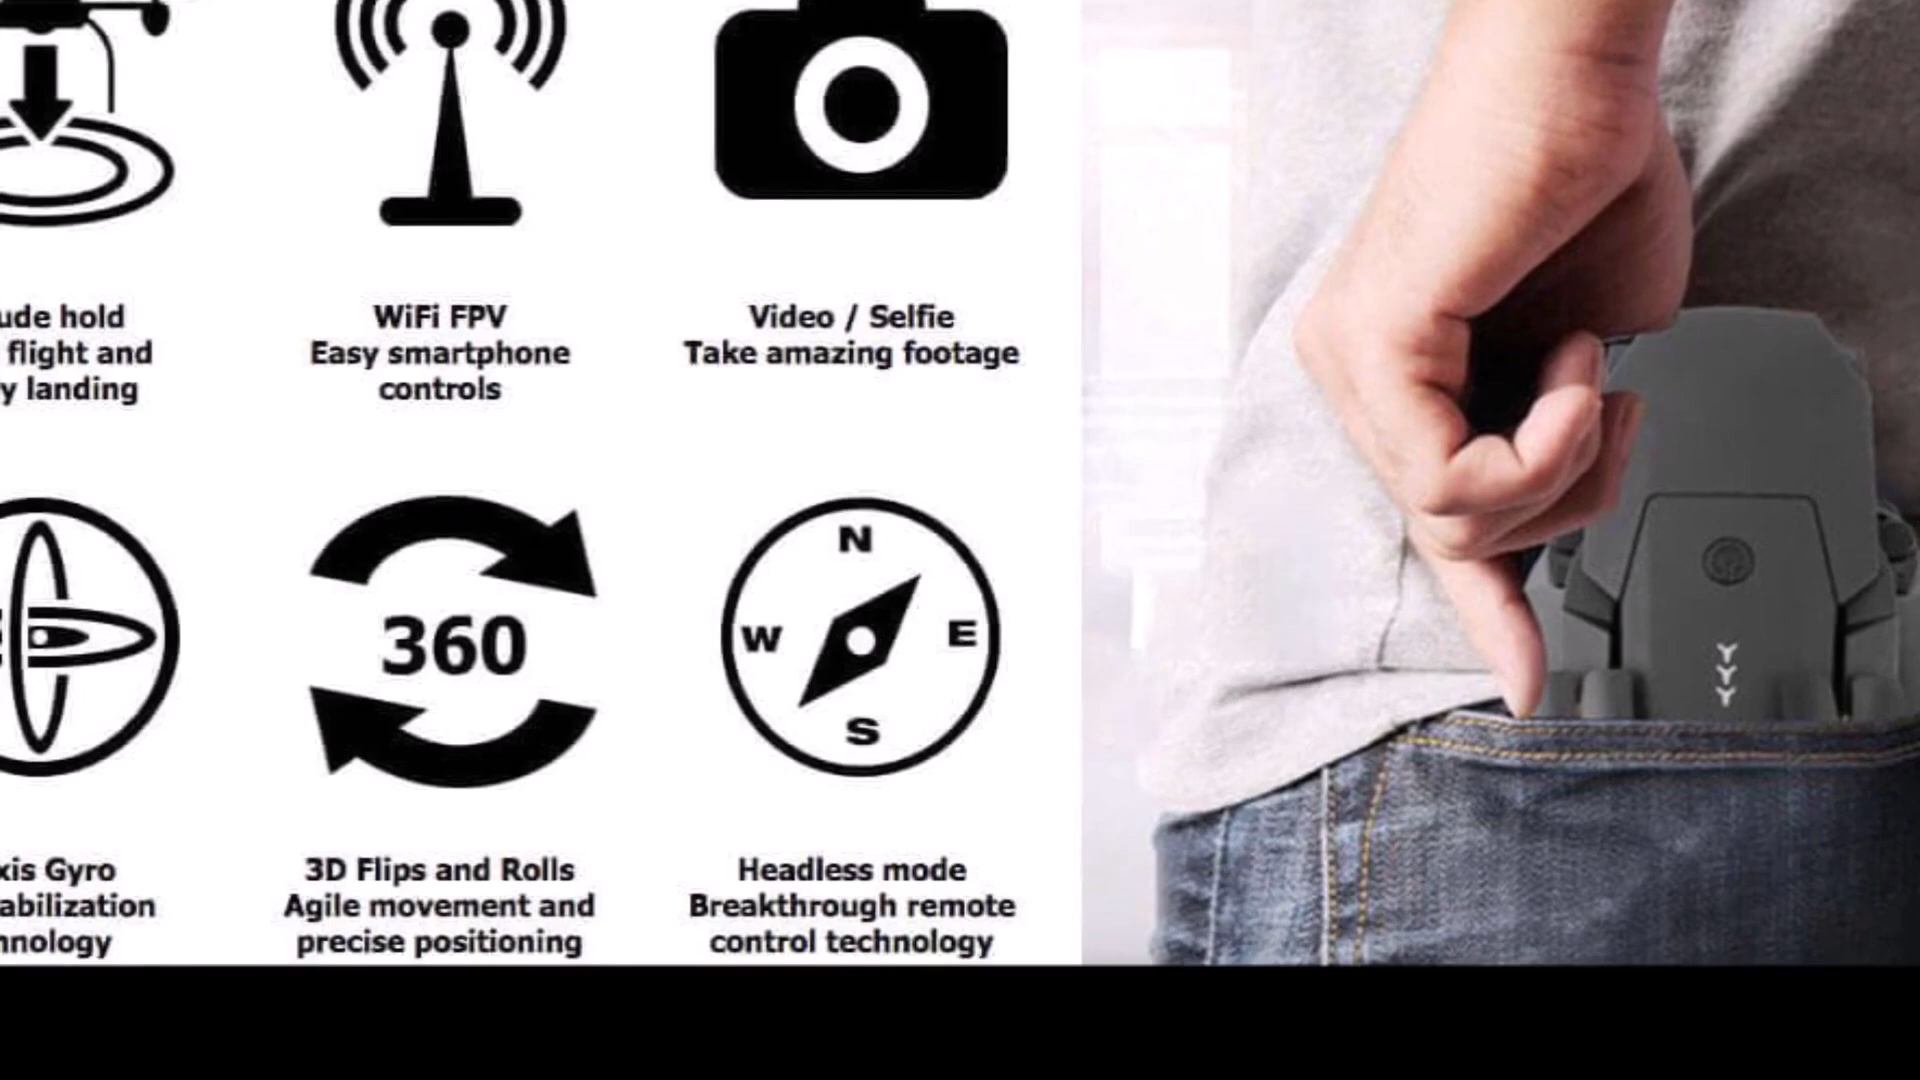 ude hold
flight and
y landing
WiFi FPV
Easy smartphone
controls
Video / Selfie
Take amazing footage
360
N
W
E
S
xis Gyro
abilization
nnology
3D Flips and Rolls
Agile movement and
precise positioning
Headless mode
Breakthrough remote
control technology